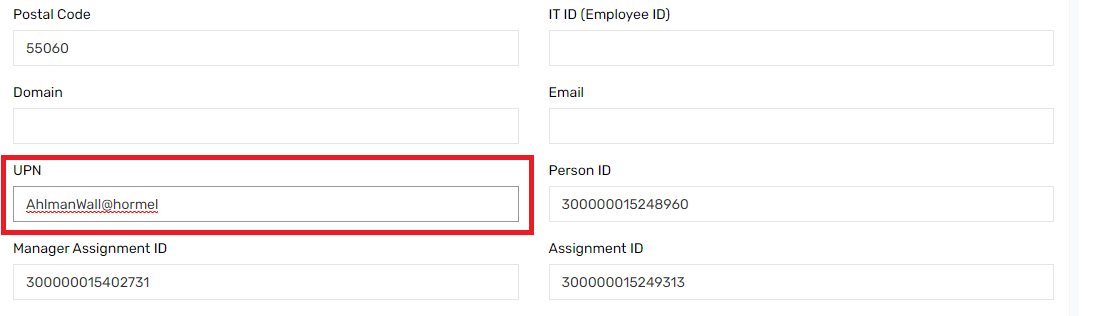 Postal Code
IT ID (Employee ID)
55060
Domain
Email
UPN
Person ID
AhlmanWall@hormel
300000015248960
Manager Assignment ID
Assignment ID
300000015402731
300000015249313